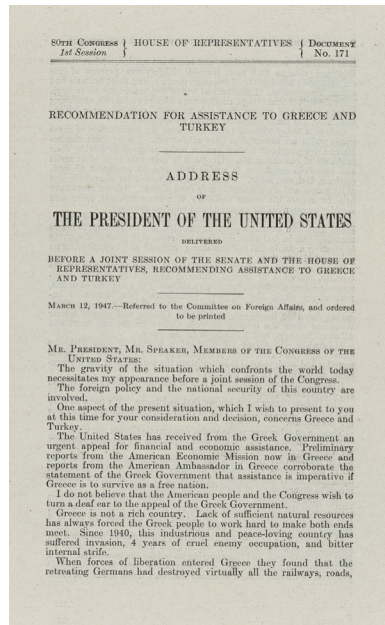 80TH CONGRESS } HOUSE OF REPRESENTATIVES { DOCUMENT
1st Session } { No. 171
RECOMMENDATION FOR ASSISTANCE TO GREECE AND
TURKEY
ADDRESS
OF
THE PRESIDENT OF THE UNITED STATES
DELIVERED
BEFORE A JOINT SESSION OF THE SENATE AND THE HOUSE OF
REPRESENTATIVES, RECOMMENDING ASSISTANCE TO GREECE
AND TURKEY
MARCH 12, 1947.—Referred to the Committee on Foreign Affairs, and ordered
to be printed
MR. PRESIDENT, MR. SPEAKER, MEMBERS OF THE CONGRESS OF THE
UNITED STATES:
The gravity of the situation which confronts the world today
necessitates my appearance before a joint session of the Congress.
The foreign policy and the national security of this country are
involved.
One aspect of the present situation, which I wish to present to you
at this time for your consideration and decision, concerns Greece and
Turkey.
The United States has received from the Greek Government an
urgent appeal for financial and economic assistance. Preliminary
reports from the American Economic Mission now in Greece and
reports from the American Ambassador in Greece corroborate the
statement of the Greek Government that assistance is imperative if
Greece is to survive as a free nation.
I do not believe that the American people and the Congress wish to
turn a deaf ear to the appeal of the Greek Government.
Greece is not a rich country. Lack of sufficient natural resources
has always forced the Greek people to work hard to make both ends
meet. Since 1940, this industrious and peace-loving country has
suffered invasion, 4 years of cruel enemy occupation, and bitter
internal strife.
When forces of liberation entered Greece they found that the
retreating Germans had destroyed virtually all the railways, roads,